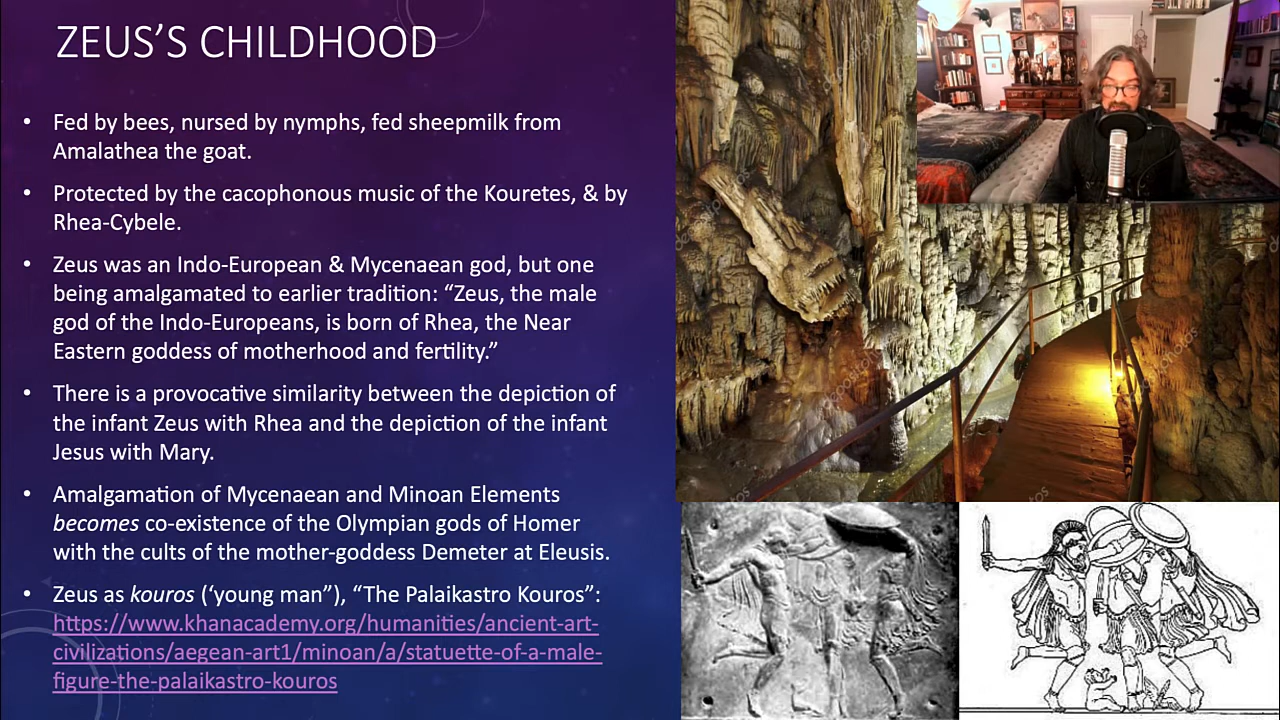 ZEUS’S CHILDHOOD
• Fed by bees, nursed by nymphs, fed sheepmilk from
Amalathea the goat.
• Protected by the cacophonous music of the Kouretes, & by
Rhea-Cybele.
• Zeus was an Indo-European & Mycenaean god, but one
being amalgamated to earlier tradition: “Zeus, the male
god of the Indo-Europeans, is born of Rhea, the Near
Eastern goddess of motherhood and fertility.”
• There is a provocative similarity between the depiction of
the infant Zeus with Rhea and the depiction of the infant
Jesus with Mary.
• Amalgamation of Mycenaean and Minoan Elements
becomes co-existence of the Olympian gods of Homer
with the cults of the mother-goddess Demeter at Eleusis.
• Zeus as kouros (‘young man”), “The Palaikastro Kouros”:
https://www.khanacademy.org/humanities/ancient-art-
civilizations/aegean-art1/minoan/a/statuette-of-a-male-
figure-the-palaikastro-kouros